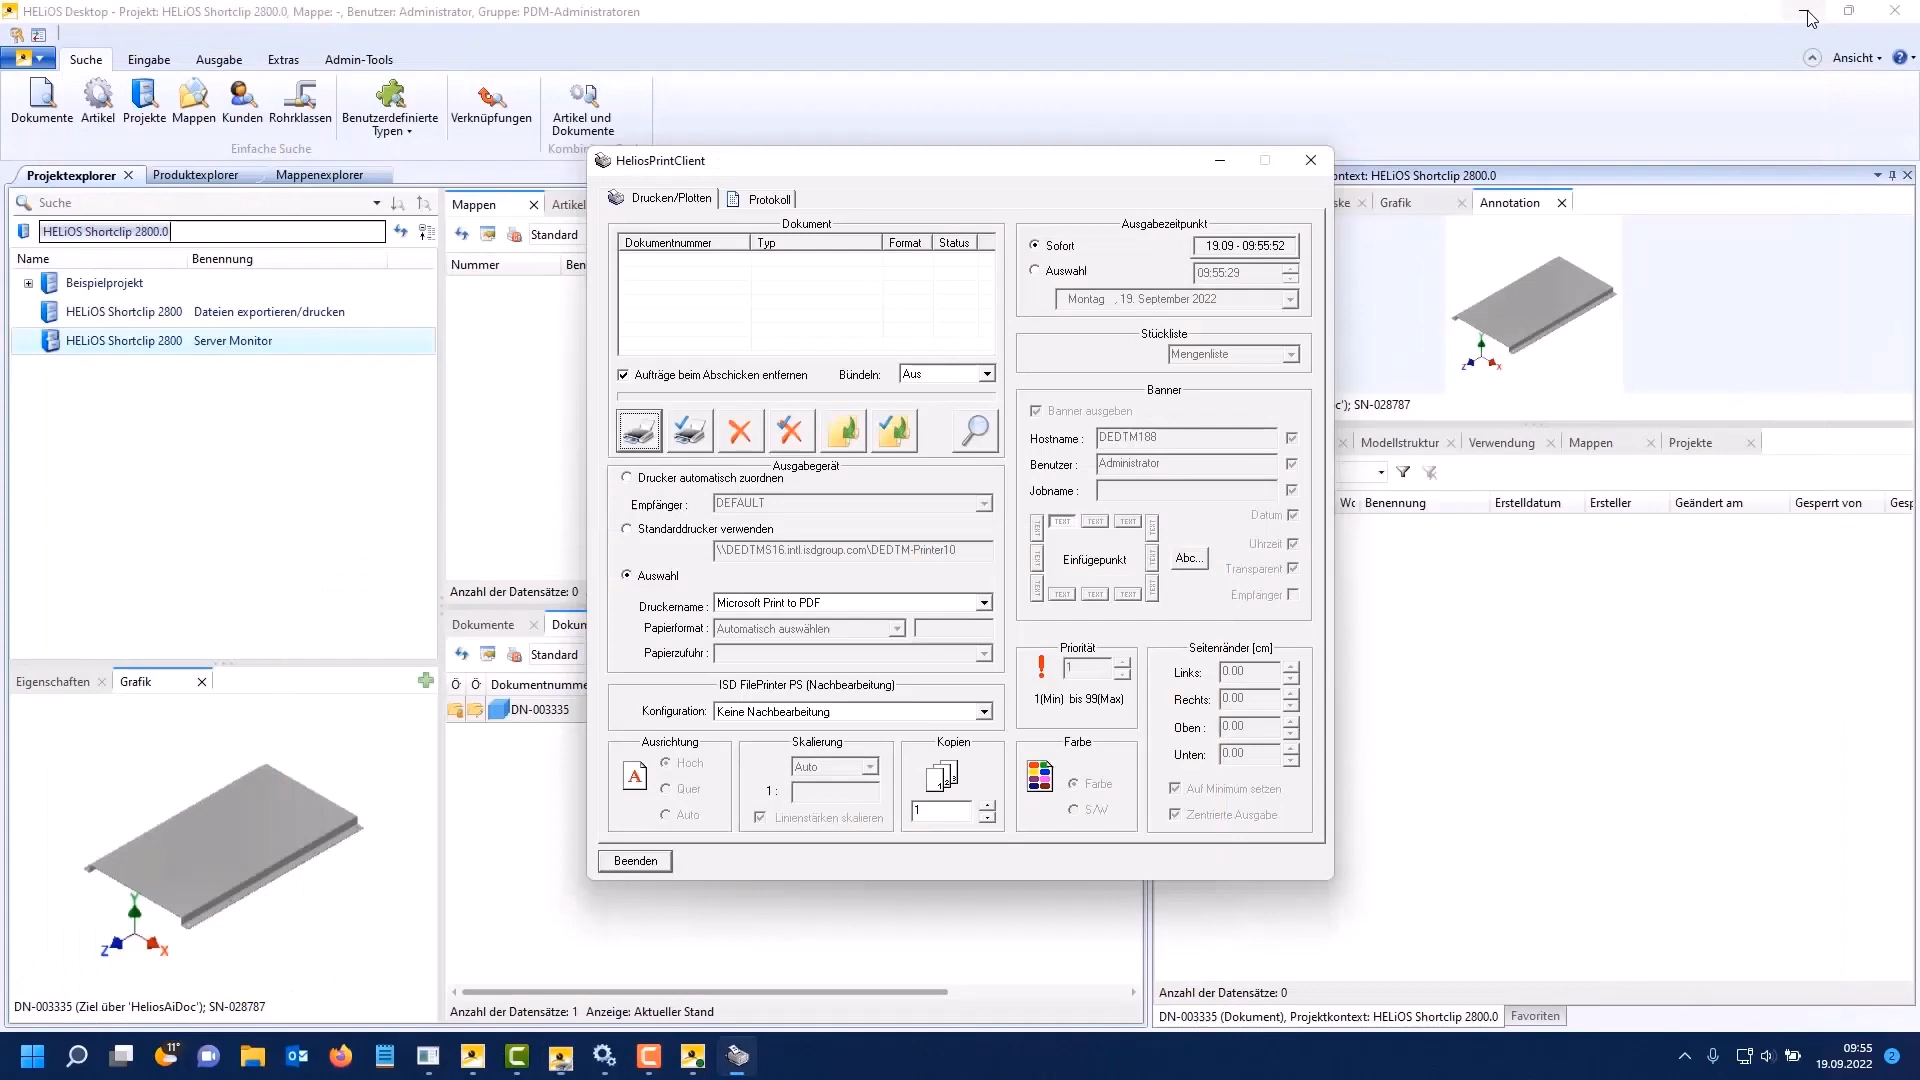 HELiOS Desktop - Projekt: HELiOS Shortclip 2800.0, Mappe: -, Benutzer: Administrator, Gruppe: PDM-Administratoren
Suche Eingabe Ausgabe Extras Admin-Tools
Ansicht
Dokumente Artikel Projekte Mappen Kunden Rohrklassen
Benutzerdefinierte
Typen
Verknüpfungen
Artikel und
Dokumente
Einfache Suche
Projektexplorer Produktexplorer Mappenexplorer
Suche
HELiOS Shortclip 2800.0
Name Benennung
Beispielprojekt
HELiOS Shortclip 2800 Dateien exportieren/drucken
HELiOS Shortclip 2800 Server Monitor
Eigenschaften Grafik
DN-003335 (Ziel über 'HeliosAiDoc'); SN-028787
Mappen Artikel
Standard
Nummer
Anzahl der Datensätze: 0
Dokumente
Standard
Ö Ö
DN-003335
Anzahl der Datensätze: 1 Anzeige: Aktueller Stand
HeliosPrintClient
Drucken/Plotten Protokoll
Dokument
Dokumentnummer Typ Format Status
Aufträge beim Abschicken entfernen Bündeln: Aus
Ausgabegerät
Drucker automatisch zuordnen
Empfänger : DEFAULT
Standarddrucker verwenden
\\DEDTMS16.intl.isdgroup.com\DEDTM-Printer10
Auswahl
Druckername : Microsoft Print to PDF
Papierformat : Automatisch auswählen
Papierzufuhr :
ISD FilePrinter PS (Nachbearbeitung)
Konfiguration: Keine Nachbearbeitung
Ausrichtung
A
Hoch
Quer
Auto
Skalierung
Auto
1 :
Linienstärken skalieren
Kopien
1
Beenden
Ausgabezeitpunkt
Sofort 19.09 - 09:55:52
Auswahl 09:55:29
Montag , 19. September 2022
Stückliste
Mengenliste
Banner
Banner ausgeben
Hostname : DEDTM188
Benutzer : Administrator
Jobname :
TEXT TEXT TEXT
Einfügepunkt
TEXT TEXT TEXT
Abc...
Datum
Uhrzeit
Transparent
Empfänger
Priorität
1
1(Min) bis 99(Max)
Farbe
Farbe
S/W
Seitenränder [cm]
Links: 0.00
Rechts: 0.00
Oben : 0.00
Unten: 0.00
Auf Minimum setzen
Zentrierte Ausgabe
ontext: HELiOS Shortclip 2800.0
ske Grafik Annotation
Y Z X
c'); SN-028787
Modellstruktur Verwendung Mappen Projekte
Wc Benennung Erstelldatum Ersteller Geändert am Gesperrt von Gesp
Anzahl der Datensätze: 0
DN-003335 (Dokument), Projektkontext: HELiOS Shortclip 2800.0 Favoriten
Y Z X
11°
09:55
19.09.2022
2